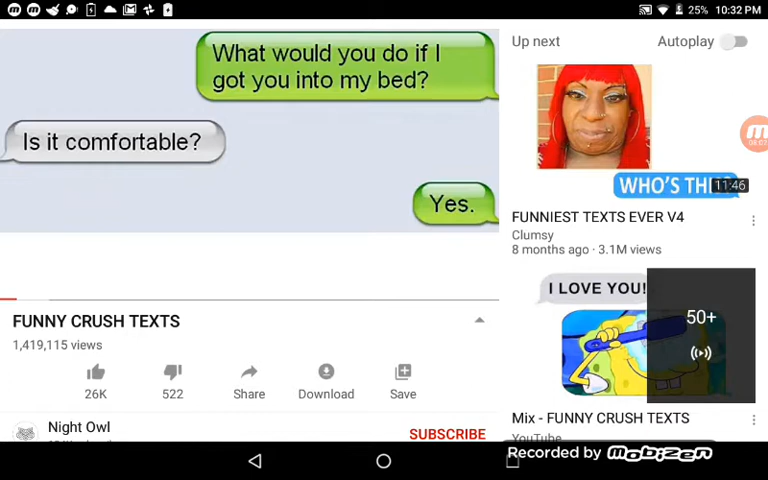 25% 10:32 PM
What would you do if I
got you into my bed?
Is it comfortable?
Yes.
FUNNY CRUSH TEXTS
1,419,115 views
26K
522
Share
Download
Save
Night Owl
SUBSCRIBE
Up next
Autoplay
WHO'S
11:46
FUNNIEST TEXTS EVER V4
Clumsy
8 months ago · 3.1M views
I LOVE YOU!
50+
Mix - FUNNY CRUSH TEXTS
YouTube
Recorded by MOBIZEN